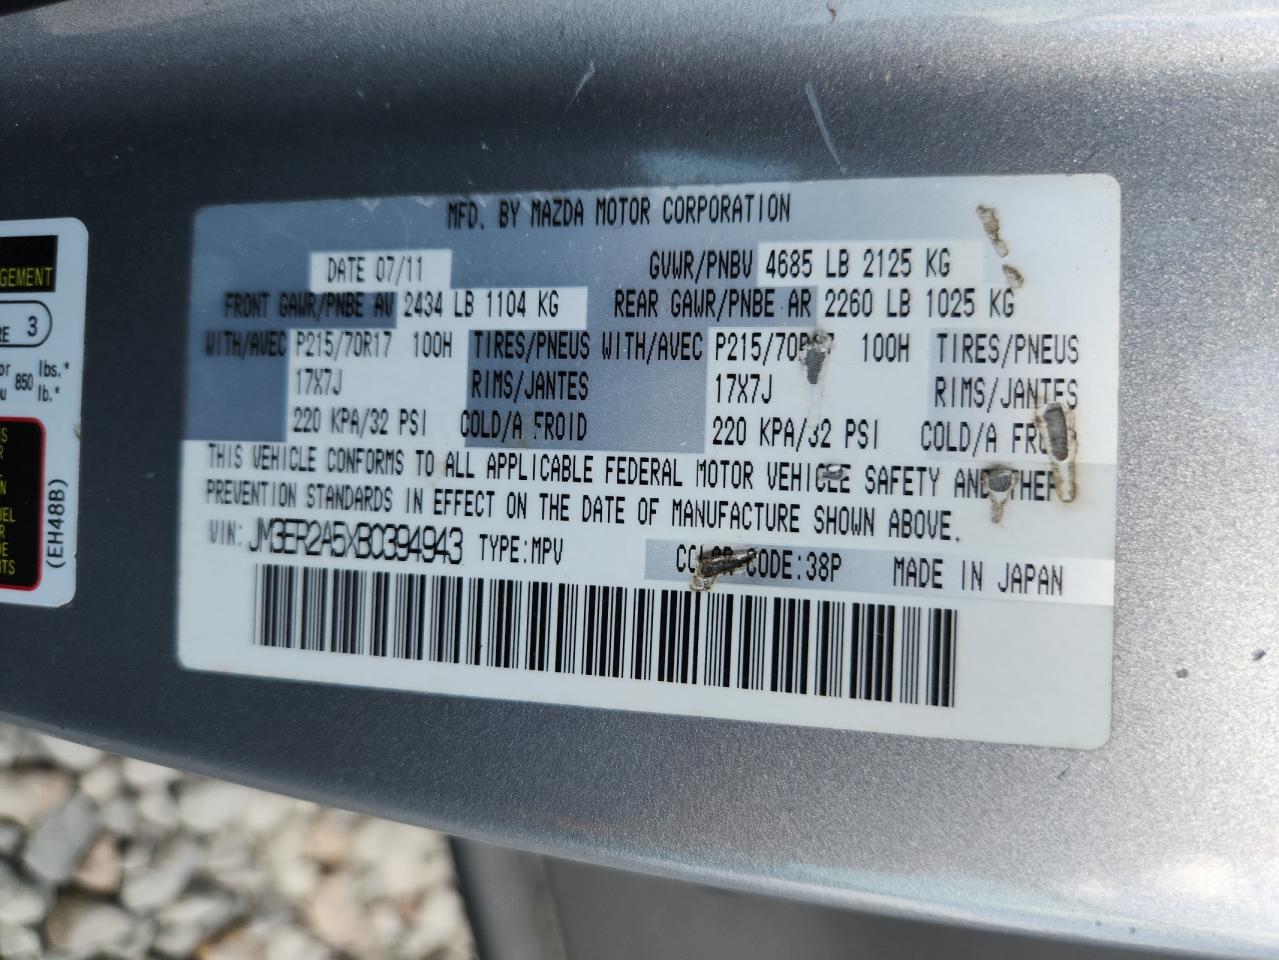 MFD. BY MAZDA MOTOR CORPORATION
DATE 07/11 GVWR/PNBV 4685 LB 2125 KG
FRONT GAWR/PNBE AV 2434 LB 1104 KG REAR GAWR/PNBE AR 2260 LB 1025 KG
WITH/AVEC P215/70R17 100H TIRES/PNEUS WITH/AVEC P215/70R17 100H TIRES/PNEUS
17X7J RIMS/JANTES 17X7J RIMS/JANTES
220 KPA/32 PSI COLD/A FROID 220 KPA/32 PSI COLD/A
THIS VEHICLE CONFORMS TO ALL APPLICABLE FEDERAL MOTOR VEHICLE SAFETY AND THEFT
PREVENTION STANDARDS IN EFFECT ON THE DATE OF MANUFACTURE SHOWN ABOVE.
VIN: JM3ER2A5XB0394943 TYPE:MPV COLOR CODE:38P MADE IN JAPAN
GEMENT
3
850 lbs.*
lb.*
(EH48B)